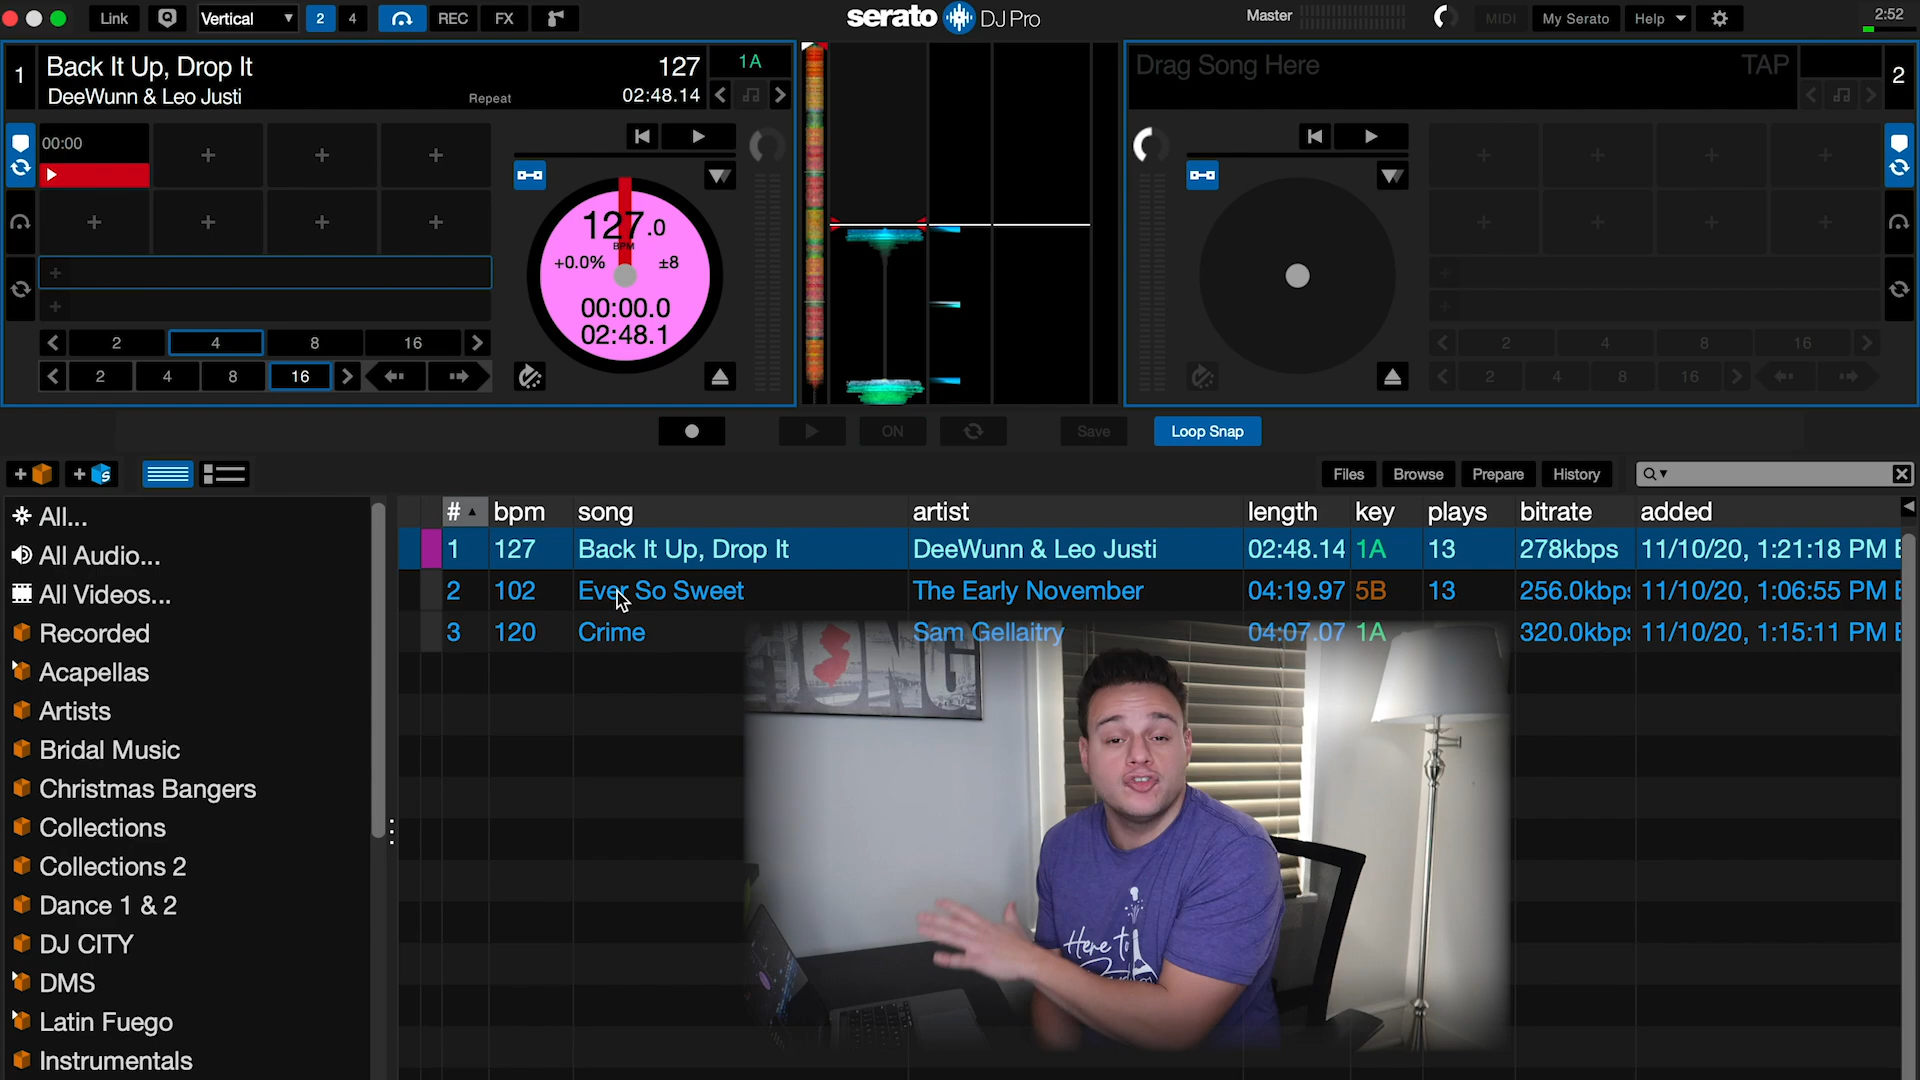 Link
Vertical
2
4
REC
FX
serato DJ Pro
Master
MIDI
My Serato
Help
2:52
1
Back It Up, Drop It
127
1A
DeeWunn & Leo Justi
Repeat
02:48.14
Drag Song Here
TAP
2
00:00
127.0
BPM
+0.0%
±8
00:00.0
02:48.1
2
4
8
16
2
4
8
16
2
4
8
16
2
4
8
16
ON
Save
Loop Snap
Files
Browse
Prepare
History
# bpm song artist length key plays bitrate added
1 127 Back It Up, Drop It DeeWunn & Leo Justi 02:48.14 1A 13 278kbps 11/10/20, 1:21:18 PM
2 102 Ever So Sweet The Early November 04:19.97 5B 13 256.0kbps 11/10/20, 1:06:55 PM
3 120 Crime Sam Gellaitry 04:07.07 1A 320.0kbps 11/10/20, 1:15:11 PM
All...
All Audio...
All Videos...
Recorded
Acapellas
Artists
Bridal Music
Christmas Bangers
Collections
Collections 2
Dance 1 & 2
DJ CITY
DMS
Latin Fuego
Instrumentals
Here to